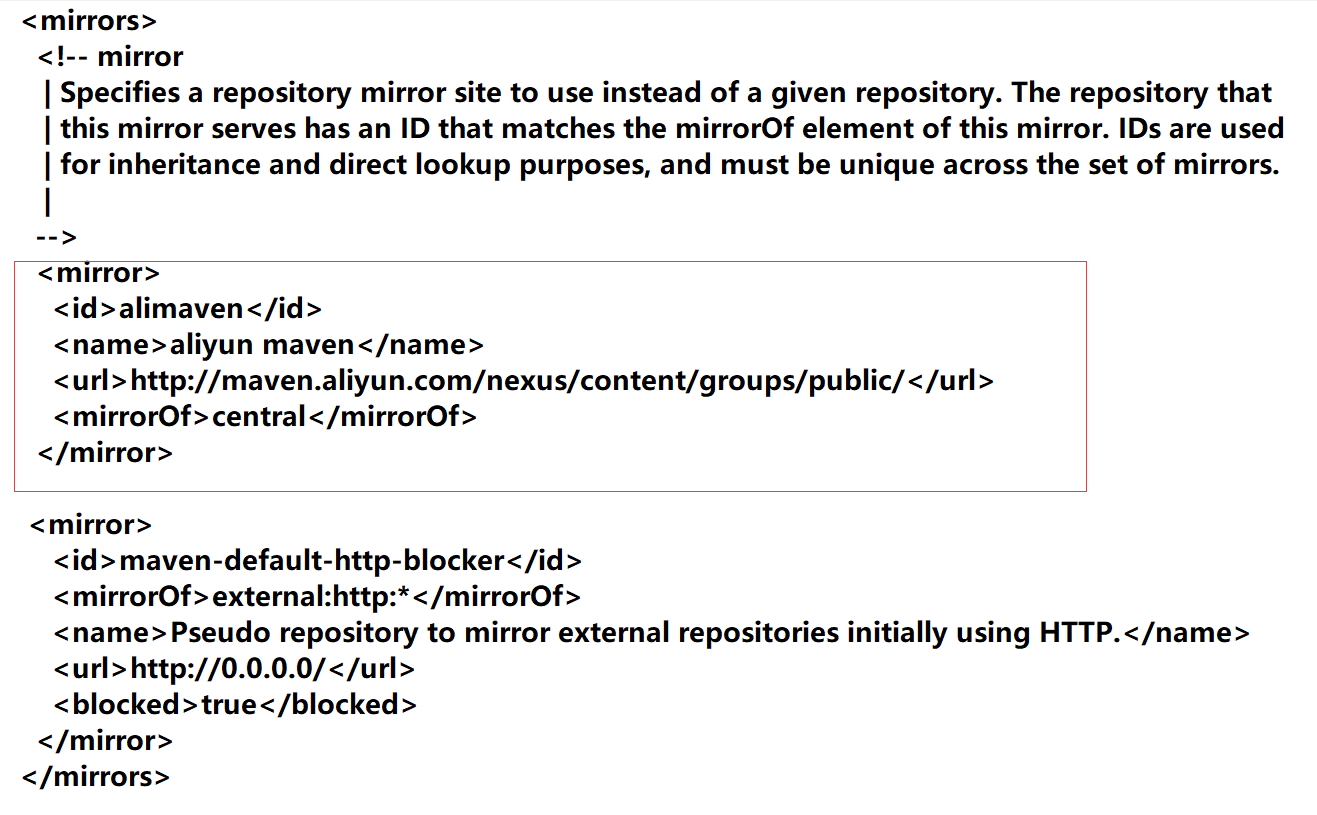 <mirrors>
<!-- mirror
| Specifies a repository mirror site to use instead of a given repository. The repository that
| this mirror serves has an ID that matches the mirrorOf element of this mirror. IDs are used
| for inheritance and direct lookup purposes, and must be unique across the set of mirrors.
|
-->
<mirror>
<id>alimaven</id>
<name>aliyun maven</name>
<url>http://maven.aliyun.com/nexus/content/groups/public/</url>
<mirrorOf>central</mirrorOf>
</mirror>
<mirror>
<id>maven-default-http-blocker</id>
<mirrorOf>external:http:*</mirrorOf>
<name>Pseudo repository to mirror external repositories initially using HTTP.</name>
<url>http://0.0.0.0/</url>
<blocked>true</blocked>
</mirror>
</mirrors>